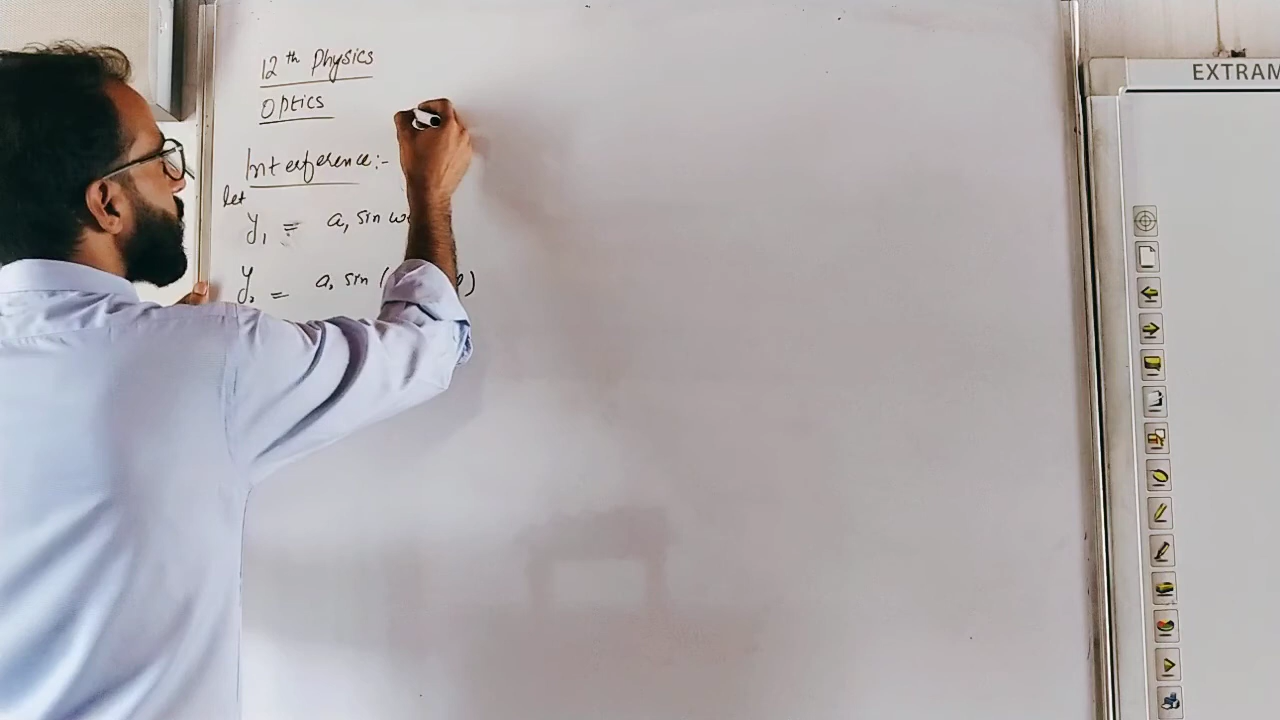 12th Physics
Optics
Interference:-
let
y₁ = a₁ sin
y₂ = a₂ sin (
EXTRAM